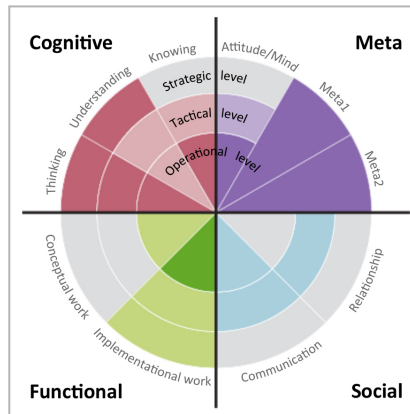 Cognitive
Meta
Knowing
Attitude/Mind
Understanding
Strategic level
Meta1
Tactical level
Thinking
Operational level
Meta2
Conceptual work
Relationship
Implementational work
Communication
Functional
Social